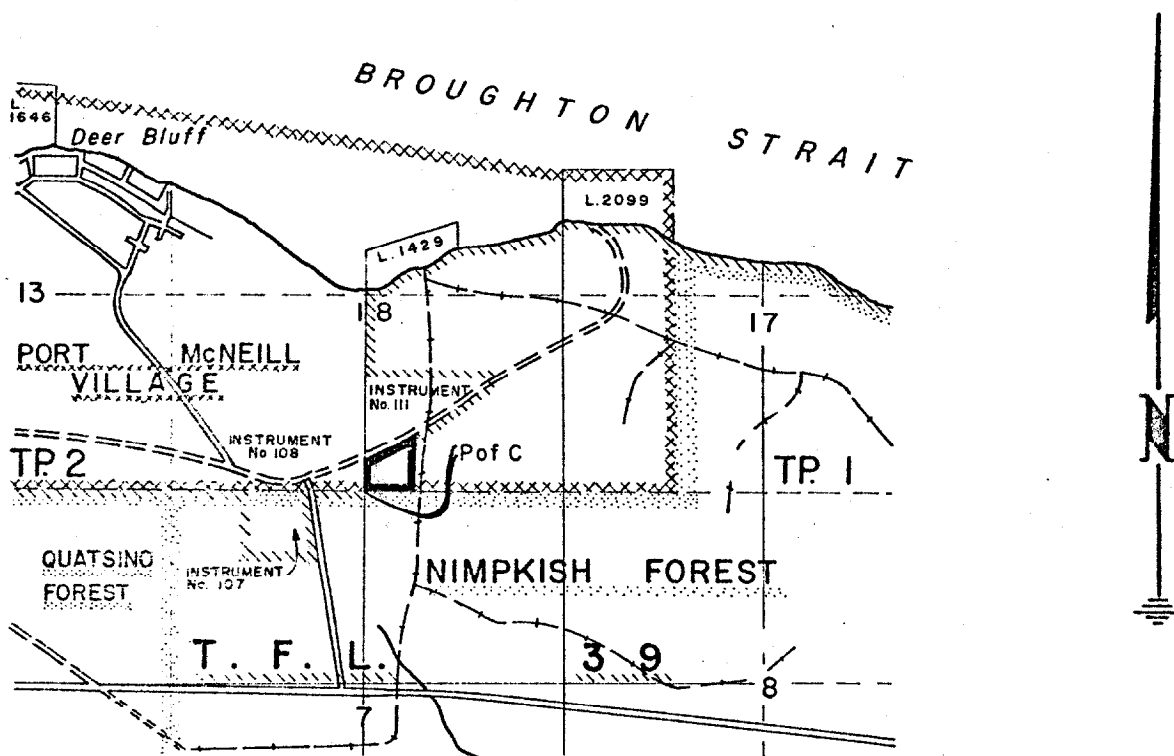 BROUGHTON STRAIT
L. 1646
Deer Bluff
L.2099
L. 1429
13
18
17
PORT McNEILL
VILLAGE
INSTRUMENT
No. 111
INSTRUMENT
No 108
P of C
TP. 2
TP. 1
QUATSINO
FOREST
INSTRUMENT
No. 107
NIMPKISH FOREST
T. F. L. 39
8
7
N